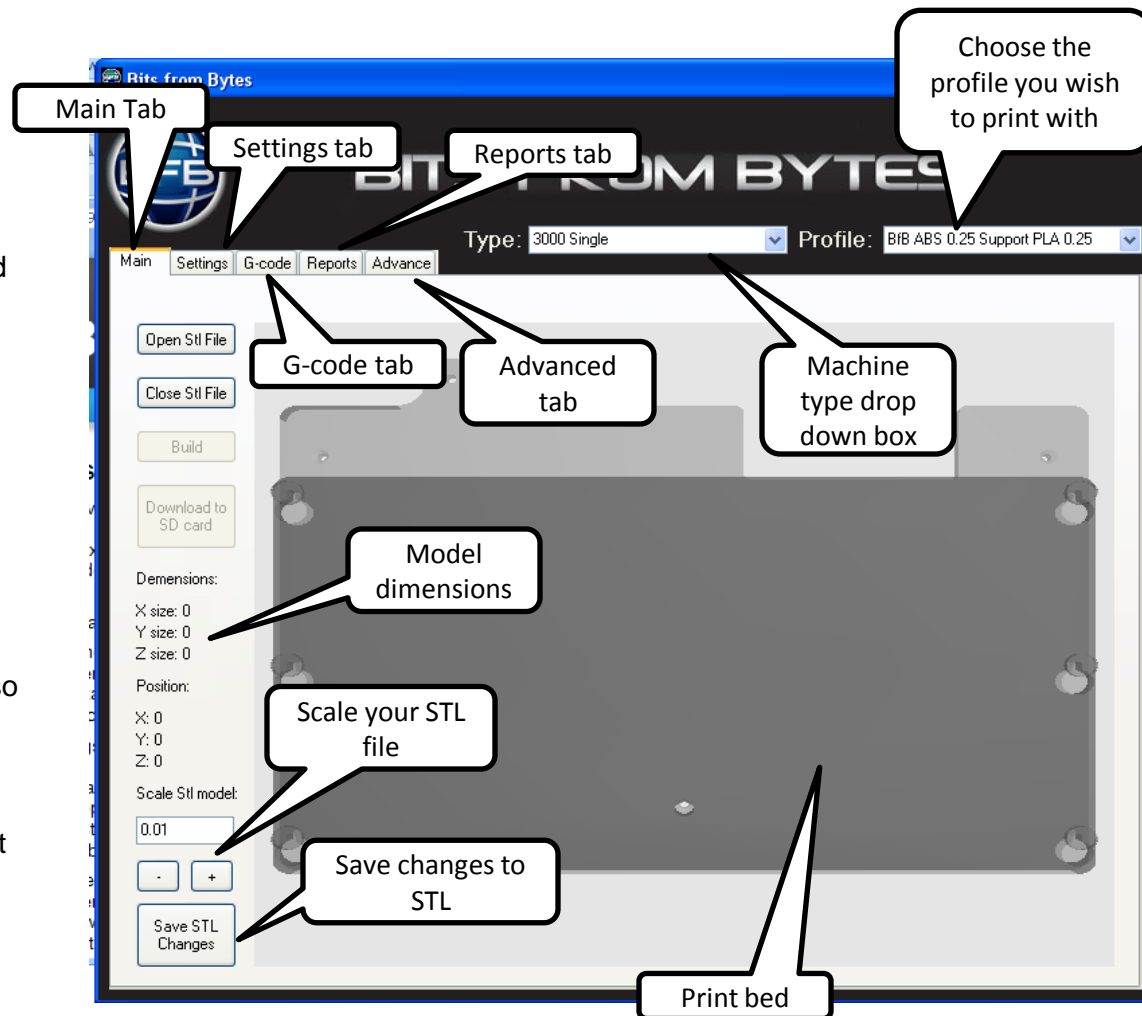 Choose the
profile you wish
to print with
Bits from Bytes
Main Tab
Settings tab
Reports tab
BFB
Type: 3000 Single
Profile: BfB ABS 0.25 Support PLA 0.25
Main Settings G-code Reports Advance
Open Stl File
G-code tab
Advanced
tab
Machine
type drop
down box
Close Stl File
Build
Download to
SD card
Model
dimensions
Demensions:
X size: 0
Y size: 0
Z size: 0
Position:
X: 0
Y: 0
Z: 0
Scale your STL
file
Scale Stl model:
0.01
- +
Save changes to
STL
Save STL
Changes
Print bed